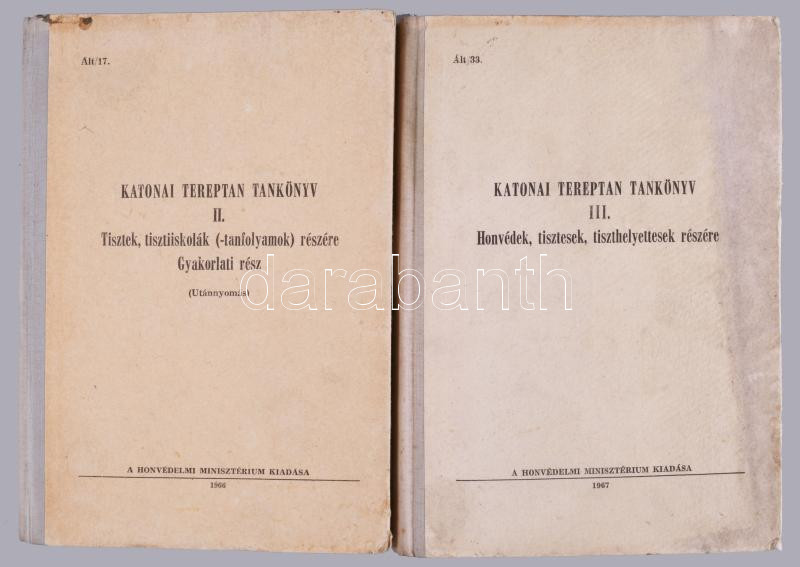 Ált/17.
KATONAI TEREPTAN TANKÖNYV
II.
Tisztek, tisztiiskolák (-tanfolyamok) részére
Gyakorlati rész
(Utánnyomás)
A HONVÉDELMI MINISZTÉRIUM KIADÁSA
1966
Ált/33.
KATONAI TEREPTAN TANKÖNYV
III.
Honvédek, tisztesek, tiszthelyettesek részére
A HONVÉDELMI MINISZTÉRIUM KIADÁSA
1967
darabanth